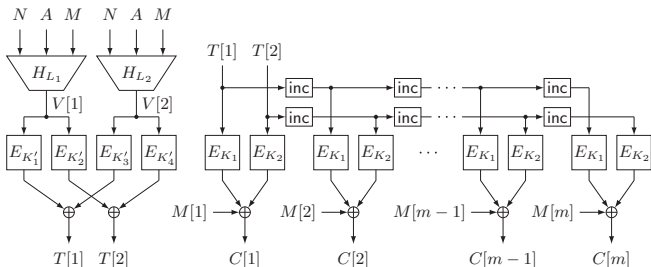 N A M N A M
T[1] T[2]
H_{L_1} H_{L_2}
inc inc · · · inc
V[1] V[2]
inc inc · · · inc
E_{K'_1} E_{K'_2} E_{K'_3} E_{K'_4} E_{K_1} E_{K_2} E_{K_1} E_{K_2} · · · E_{K_1} E_{K_2} E_{K_1} E_{K_2}
M[1] M[2] M[m − 1] M[m]
T[1] T[2] C[1] C[2] C[m − 1] C[m]